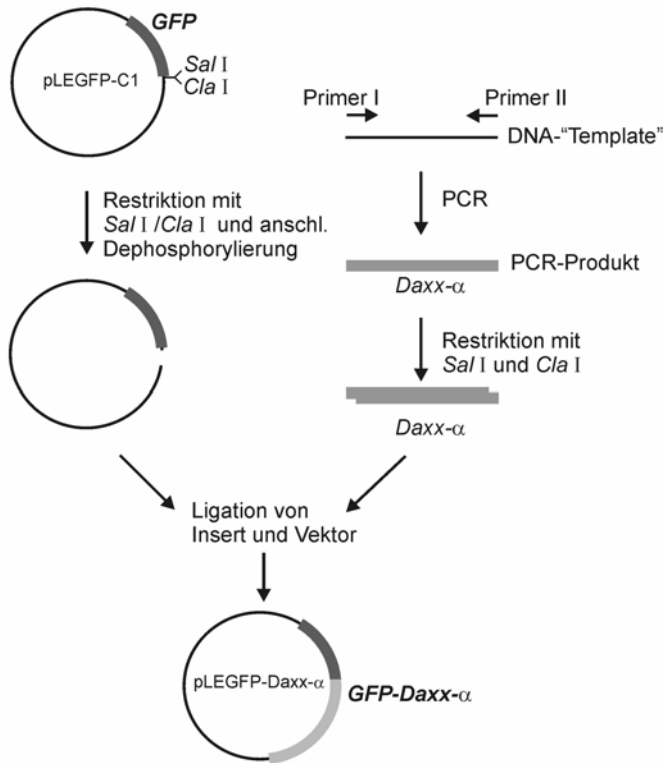 GFP
pLEGFP-C1
Sal I
Cla I
Primer I
Primer II
DNA-“Template”
Restriktion mit
Sal I /Cla I und anschl.
Dephosphorylierung
PCR
PCR-Produkt
Daxx-α
Restriktion mit
Sal I und Cla I
Daxx-α
Ligation von
Insert und Vektor
pLEGFP-Daxx-α
GFP-Daxx-α